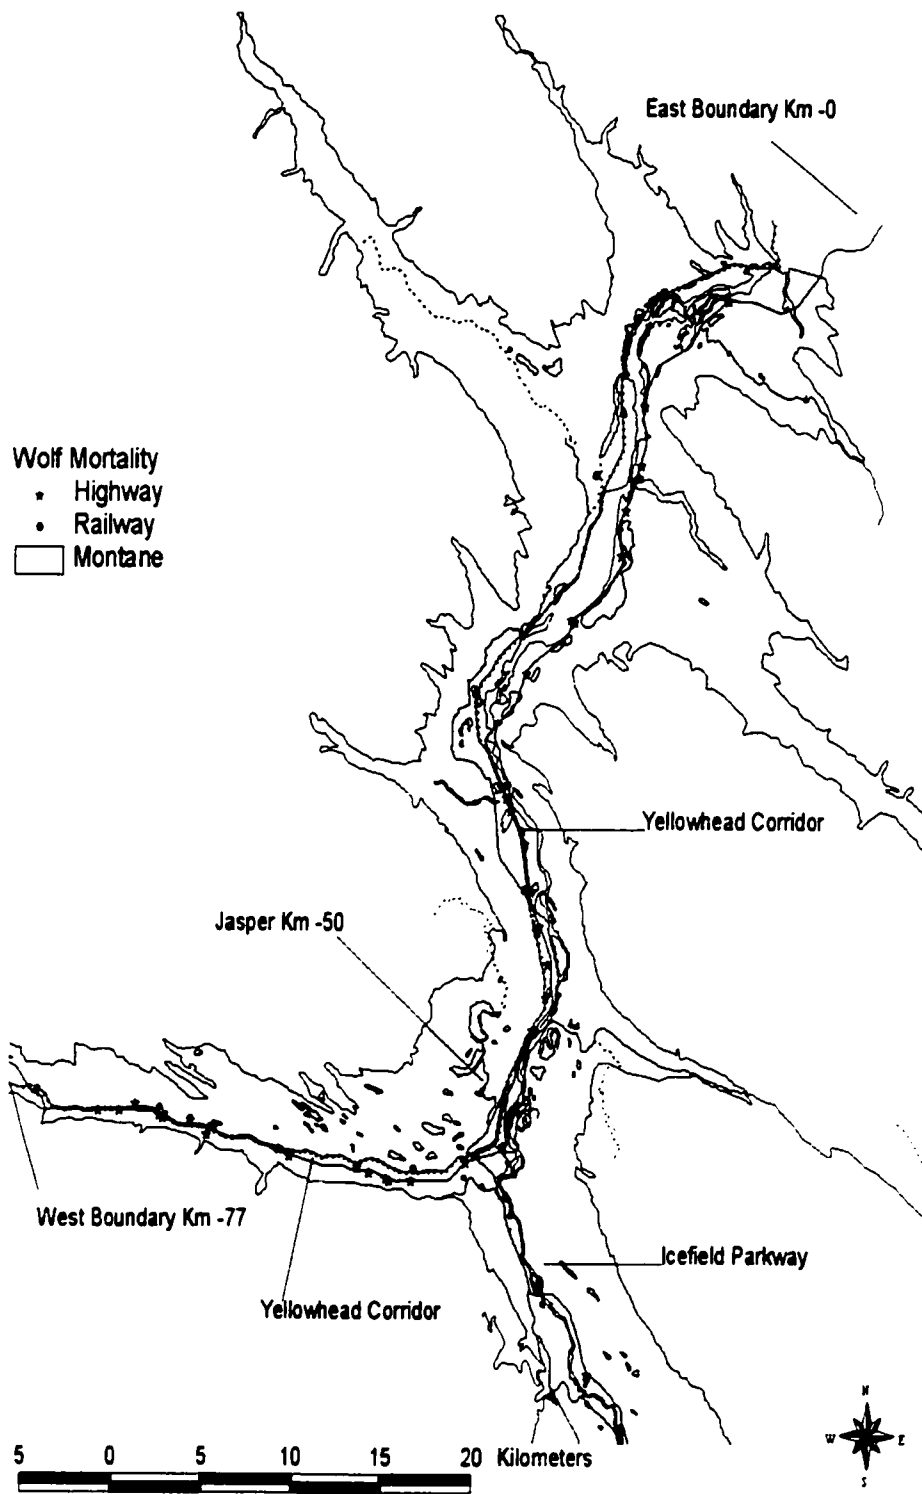 East Boundary Km -0
Wolf Mortality
Highway
Railway
Montane
Yellowhead Corridor
Jasper Km -50
West Boundary Km -77
Icefield Parkway
Yellowhead Corridor
5 0 5 10 15 20 Kilometers
N
W E
S